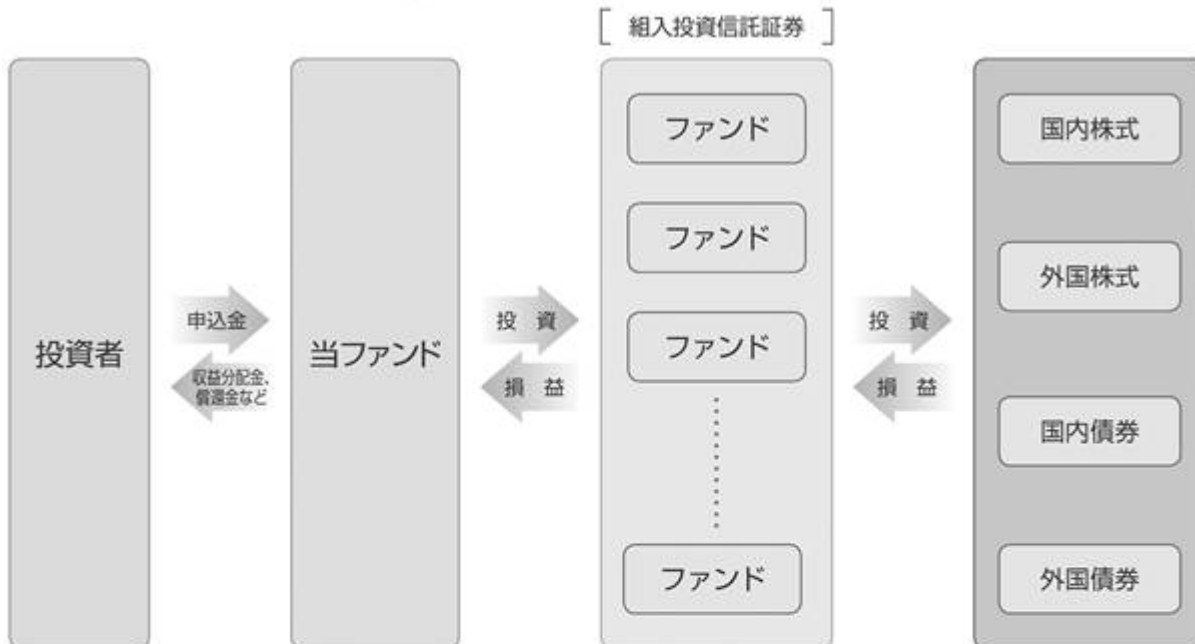 [ 組入投資信託証券 ]
投資者
申込金
収益分配金、
償還金など
当ファンド
投 資
損 益
ファンド
ファンド
ファンド
ファンド
投 資
損 益
国内株式
外国株式
国内債券
外国債券